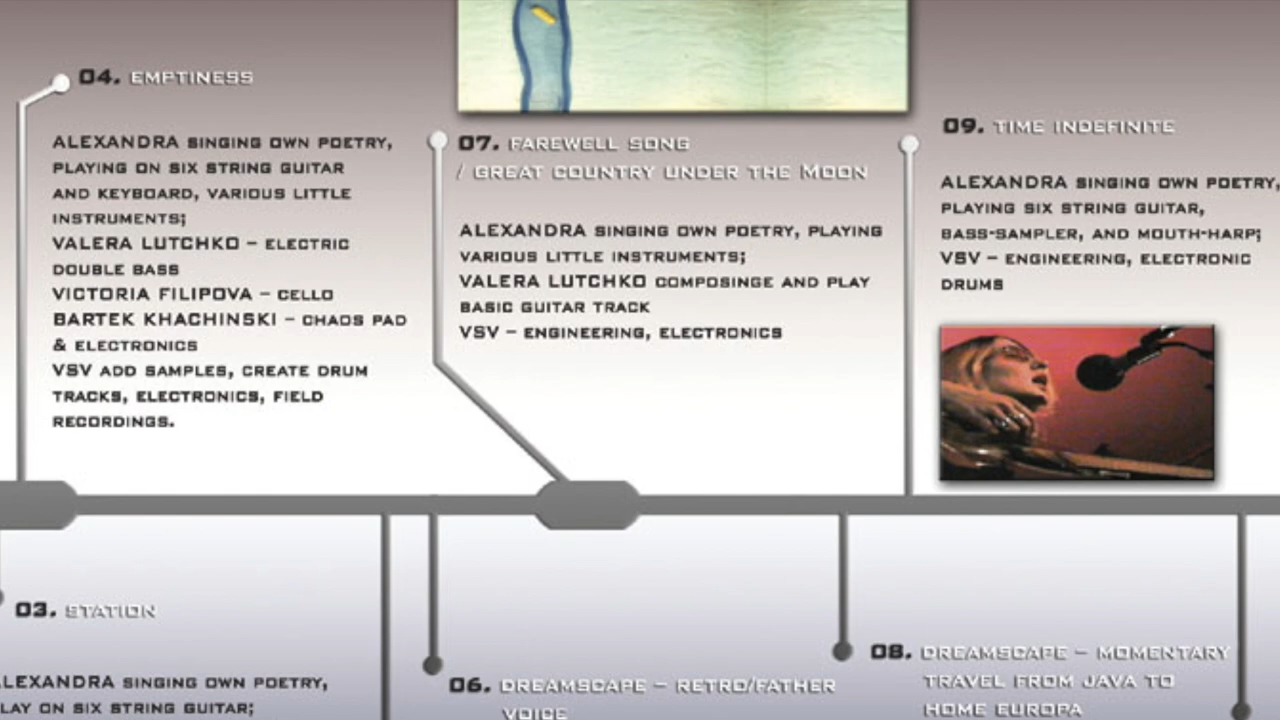 04. EMPTINESS
ALEXANDRA SINGING OWN POETRY,
PLAYING ON SIX STRING GUITAR
AND KEYBOARD, VARIOUS LITTLE
INSTRUMENTS;
VALERA LUTCHKO – ELECTRIC
DOUBLE BASS
VICTORIA FILIPOVA – CELLO
BARTEK KHACHINSKI – CHAOS PAD
& ELECTRONICS
VSV ADD SAMPLES, CREATE DRUM
TRACKS, ELECTRONICS, FIELD
RECORDINGS.
07. FAREWELL SONG
/ GREAT COUNTRY UNDER THE MOON
ALEXANDRA SINGING OWN POETRY, PLAYING
VARIOUS LITTLE INSTRUMENTS;
VALERA LUTCHKO COMPOSINGE AND PLAY
BASIC GUITAR TRACK
VSV – ENGINEERING, ELECTRONICS
09. TIME INDEFINITE
ALEXANDRA SINGING OWN POETRY,
PLAYING SIX STRING GUITAR,
BASS-SAMPLER, AND MOUTH-HARP;
VSV – ENGINEERING, ELECTRONIC
DRUMS
03. STATION
LEXANDRA SINGING OWN POETRY,
LAY ON SIX STRING GUITAR;
06. DREAMSCAPE – RETRO/FATHER
VOICE
08. DREAMSCAPE – MOMENTARY
TRAVEL FROM JAVA TO
HOME EUROPA